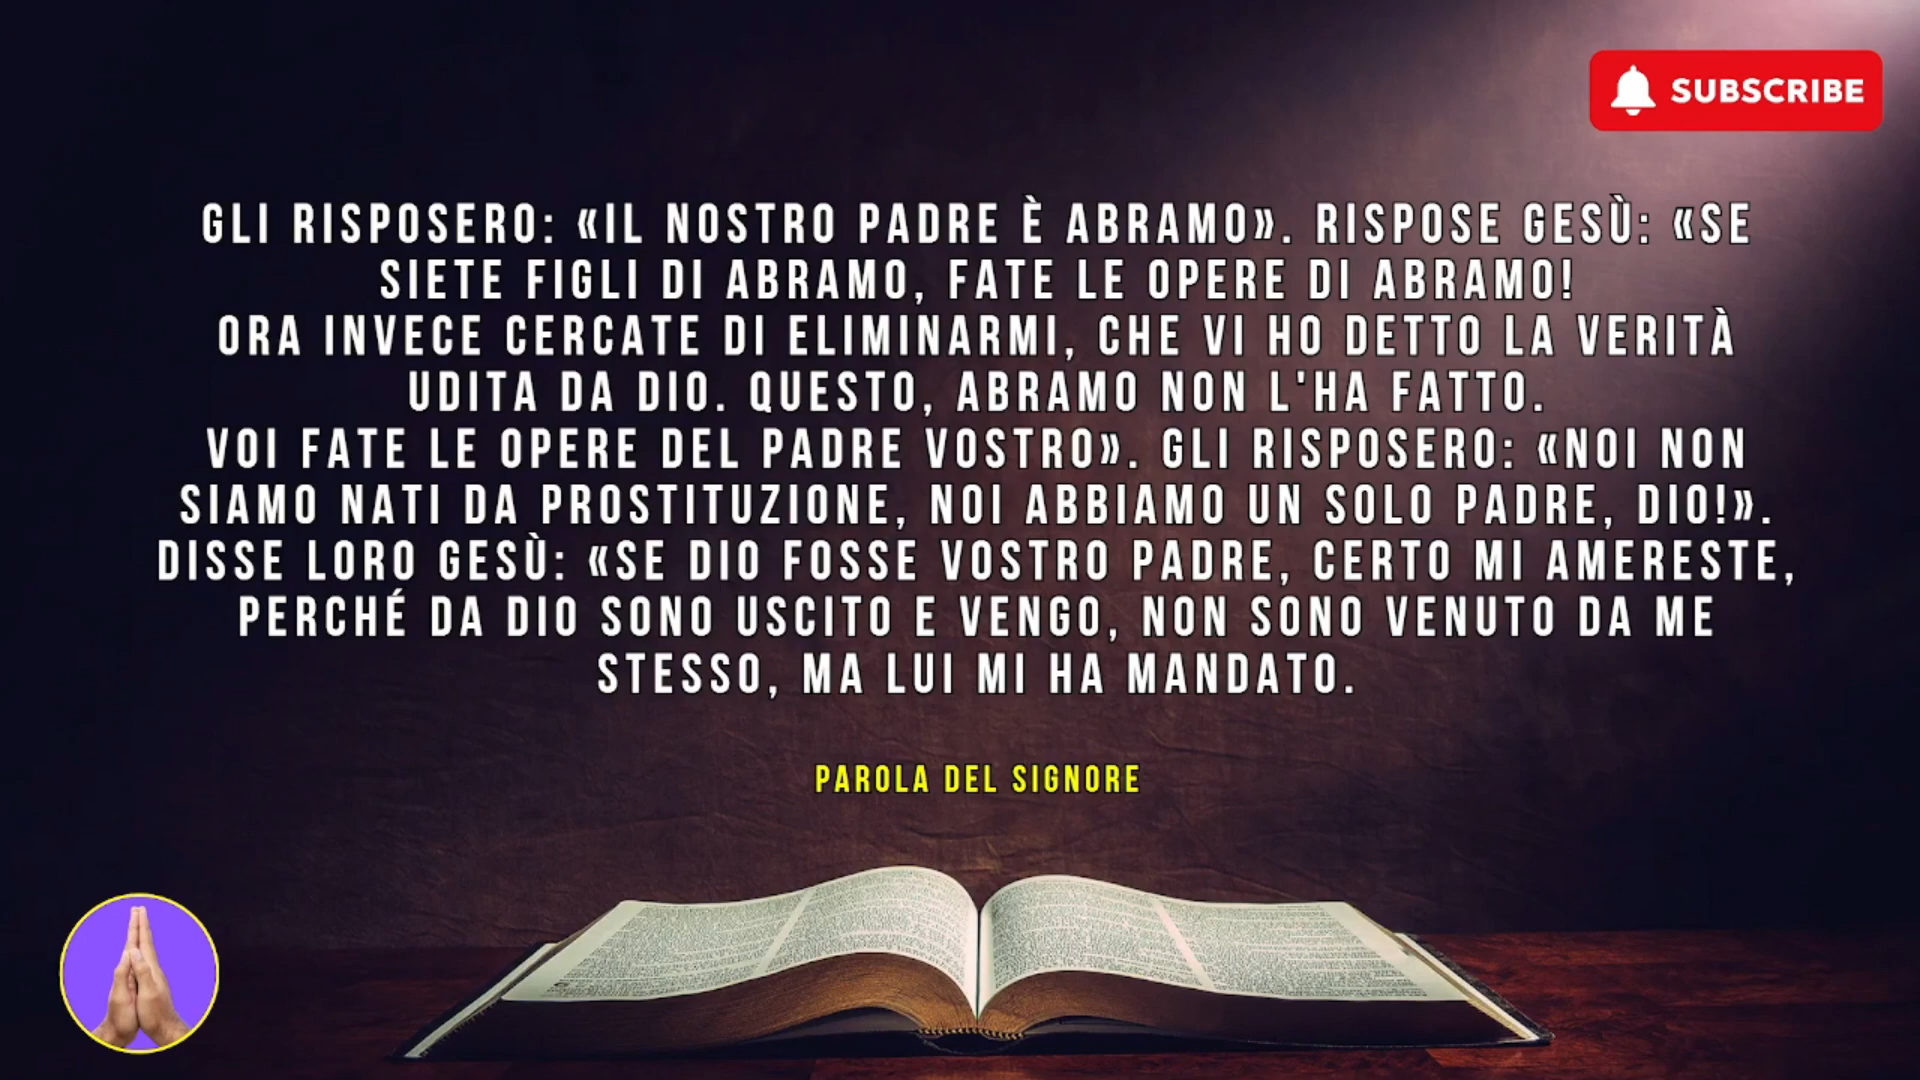 SUBSCRIBE
GLI RISPOSERO: «IL NOSTRO PADRE È ABRAMO». RISPOSE GESÙ: «SE
SIETE FIGLI DI ABRAMO, FATE LE OPERE DI ABRAMO!
ORA INVECE CERCATE DI ELIMINARMI, CHE VI HO DETTO LA VERITÀ
UDITA DA DIO. QUESTO, ABRAMO NON L'HA FATTO.
VOI FATE LE OPERE DEL PADRE VOSTRO». GLI RISPOSERO: «NOI NON
SIAMO NATI DA PROSTITUZIONE, NOI ABBIAMO UN SOLO PADRE, DIO!».
DISSE LORO GESÙ: «SE DIO FOSSE VOSTRO PADRE, CERTO MI AMERESTE,
PERCHÉ DA DIO SONO USCITO E VENGO, NON SONO VENUTO DA ME
STESSO, MA LUI MI HA MANDATO.
PAROLA DEL SIGNORE